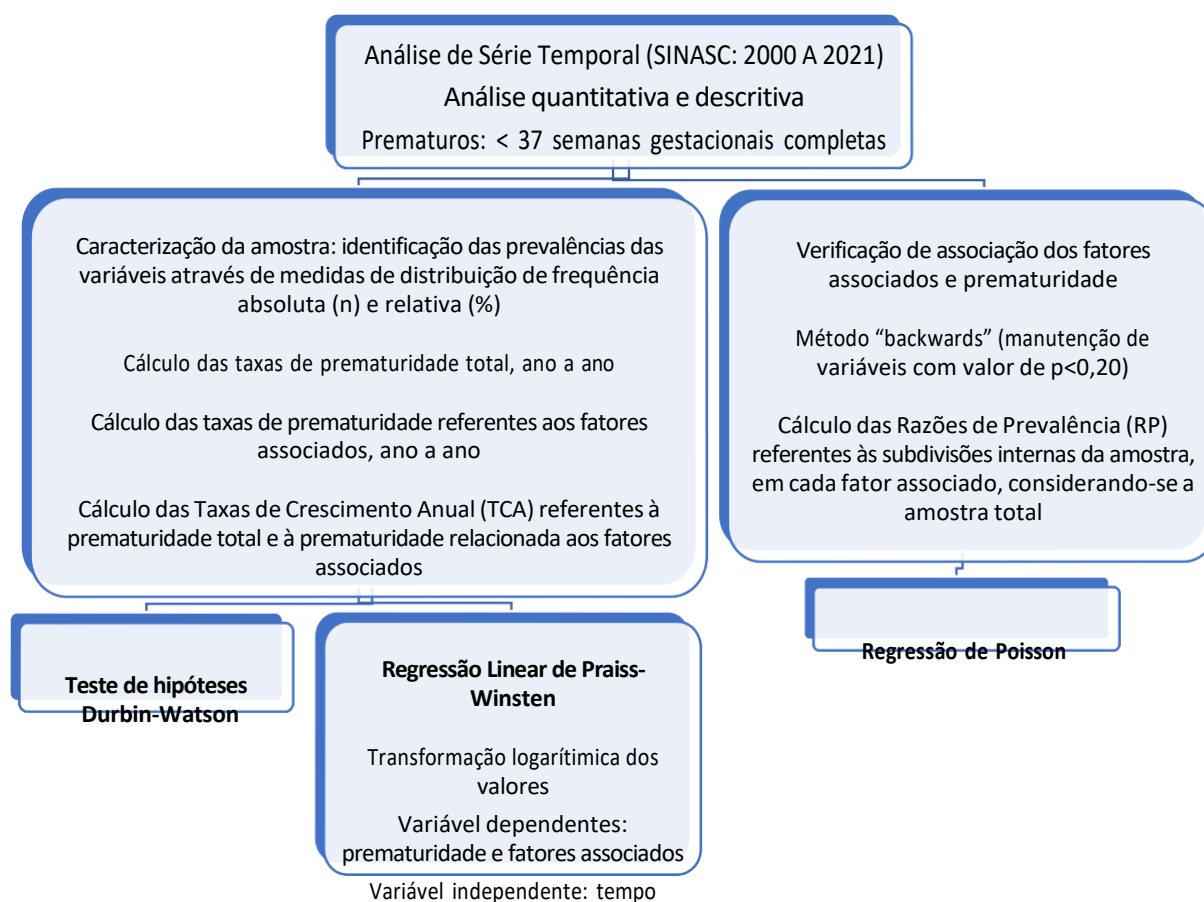 Análise de Série Temporal (SINASC: 2000 A 2021)
Análise quantitativa e descritiva
Prematuros: < 37 semanas gestacionais completas
Caracterização da amostra: identificação das prevalências das
variáveis através de medidas de distribuição de frequência
absoluta (n) e relativa (%)
Cálculo das taxas de prematuridade total, ano a ano
Cálculo das taxas de prematuridade referentes aos fatores
associados, ano a ano
Cálculo das Taxas de Crescimento Anual (TCA) referentes à
prematuridade total e à prematuridade relacionada aos fatores
associados
Verificação de associação dos fatores
associados e prematuridade
Método “backwards” (manutenção de
variáveis com valor de p<0,20)
Cálculo das Razões de Prevalência (RP)
referentes às subdivisões internas da amostra,
em cada fator associado, considerando-se a
amostra total
Teste de hipóteses
Durbin-Watson
Regressão Linear de Praiss-
Winsten
Transformação logarítimica dos
valores
Variável dependentes:
prematuridade e fatores associados
Variável independente: tempo
Regressão de Poisson